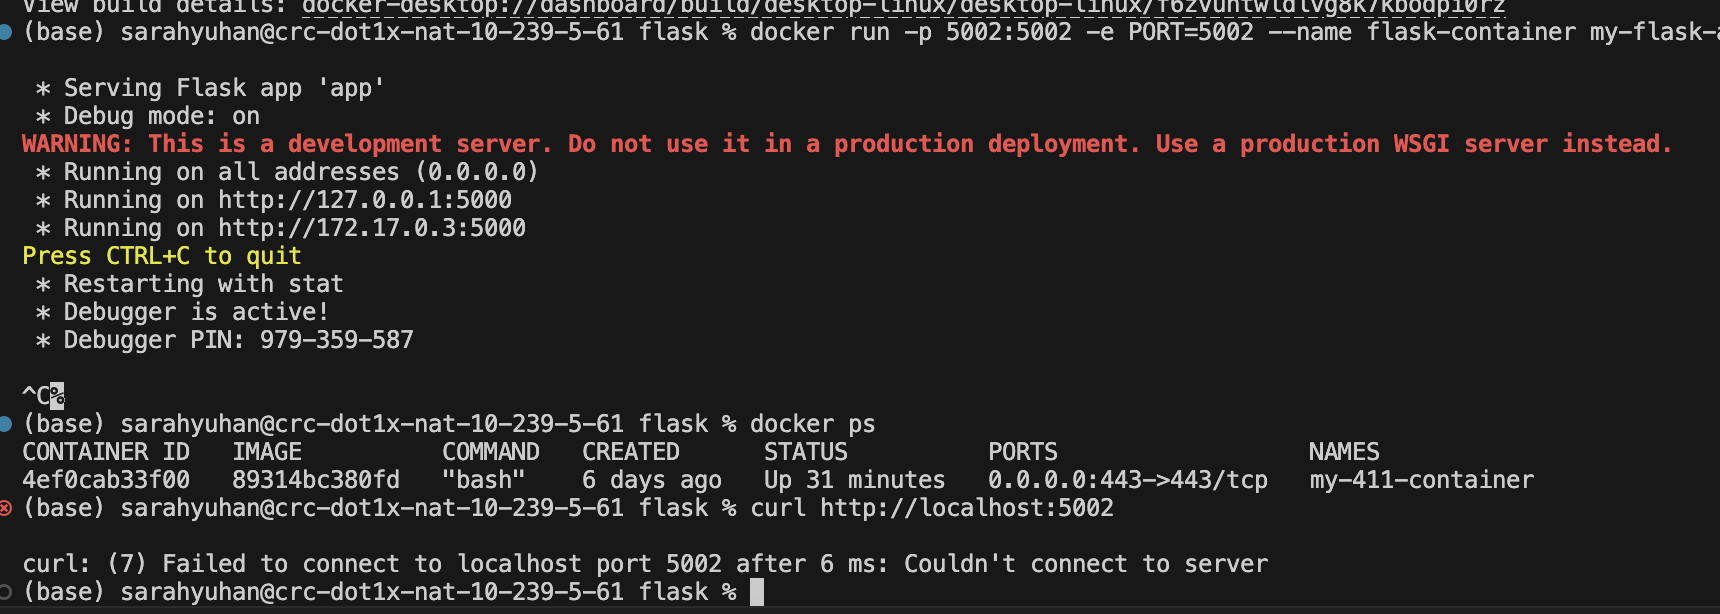 View build details: docker-desktop://dashboard/build/desktop-linux/desktop-linux/
(base) sarahyuhan@crc-dot1x-nat-10-239-5-61 flask % docker run -p 5002:5002 -e PORT=5002 --name flask-container my-flask-
* Serving Flask app 'app'
* Debug mode: on
WARNING: This is a development server. Do not use it in a production deployment. Use a production WSGI server instead.
* Running on all addresses (0.0.0.0)
* Running on http://127.0.0.1:5000
* Running on http://172.17.0.3:5000
Press CTRL+C to quit
* Restarting with stat
* Debugger is active!
* Debugger PIN: 979-359-587
^C%
(base) sarahyuhan@crc-dot1x-nat-10-239-5-61 flask % docker ps
CONTAINER ID   IMAGE          COMMAND   CREATED      STATUS          PORTS                  NAMES
4ef0cab33f00   89314bc380fd   "bash"    6 days ago   Up 31 minutes   0.0.0.0:443->443/tcp   my-411-container
(base) sarahyuhan@crc-dot1x-nat-10-239-5-61 flask % curl http://localhost:5002
curl: (7) Failed to connect to localhost port 5002 after 6 ms: Couldn't connect to server
(base) sarahyuhan@crc-dot1x-nat-10-239-5-61 flask %